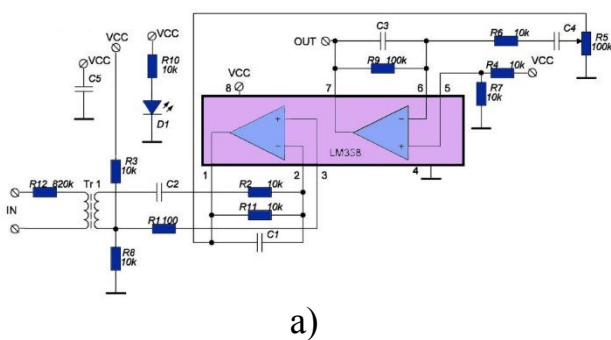 VCC
VCC
VCC
C5
R10
10k
D1
OUT
C3
R9 100k
R6 10k
C4
R5
100k
R4 10k
VCC
R7
10k
VCC
8
7
6
5
+
−
−
+
LM358
1
2
3
4
R3
10k
R12 820k
Tr 1
C2
R2 10k
R11 10k
R1100
C1
IN
R8
10k
a)